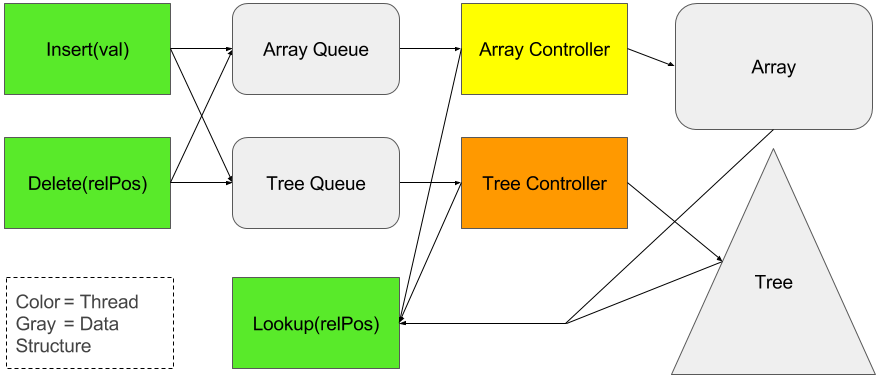 Insert(val)
Array Queue
Array Controller
Array
Delete(relPos)
Tree Queue
Tree Controller
Tree
Color = Thread
Gray = Data
Structure
Lookup(relPos)